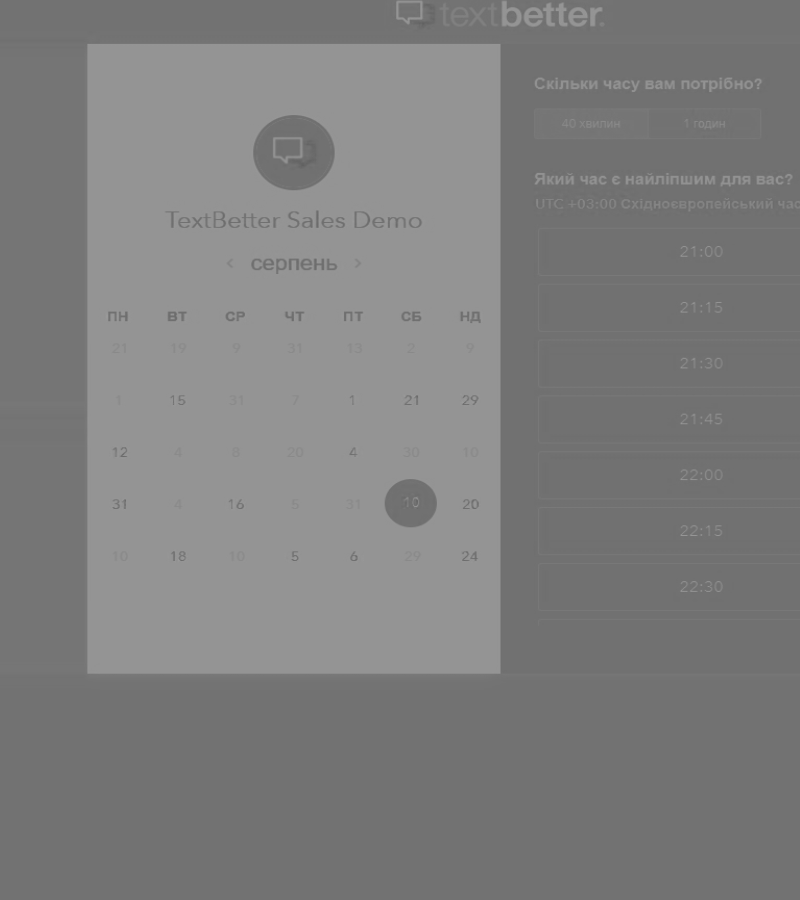 textbetter.
Скільки часу вам потрібно?
40 хвилин 1 годин
Який час є найліпшим для вас?
UTC +03:00 Східноєвропейський час
TextBetter Sales Demo
‹ серпень ›
ПН ВТ СР ЧТ ПТ СБ НД
21 19 9 31 13 2 9
1 15 31 7 1 21 29
12 4 8 20 4 30 10
31 4 16 5 31 10 20
10 18 10 5 6 29 24
21:00
21:15
21:30
21:45
22:00
22:15
22:30